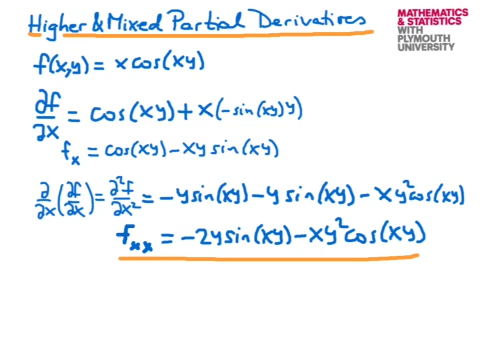 Higher & Mixed Partial Derivatives
MATHEMATICS
& STATISTICS
WITH
PLYMOUTH
UNIVERSITY
f(x,y) = x cos(xy)
∂f/∂x = cos(xy) + x(-sin(xy)y)
fₓ = cos(xy) - xy sin(xy)
∂/∂x (∂f/∂x) = ∂²f/∂x² = -y sin(xy) - y sin(xy) - xy² cos(xy)
fₓₓ = -2y sin(xy) - xy² cos(xy)